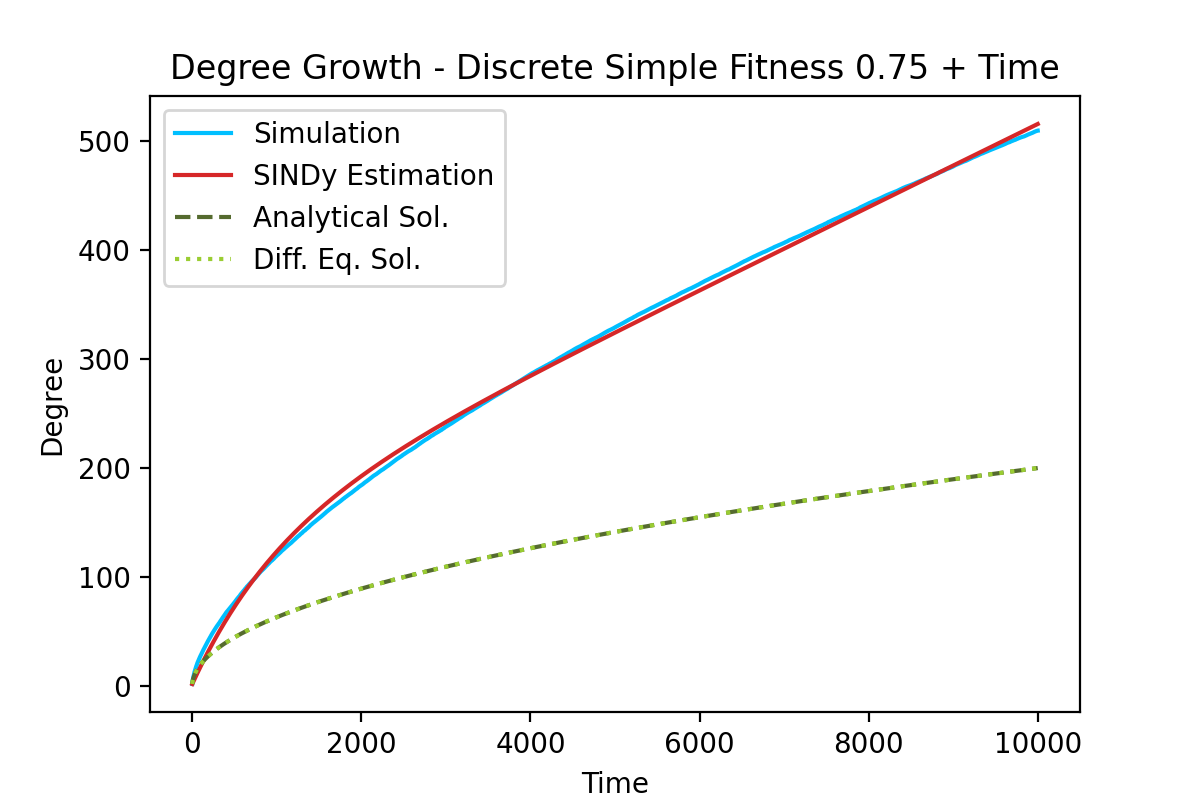 Degree Growth - Discrete Simple Fitness 0.75 + Time
Simulation
SINDy Estimation
Analytical Sol.
Diff. Eq. Sol.
500
400
300
200
100
0
Degree
0 2000 4000 6000 8000 10000
Time